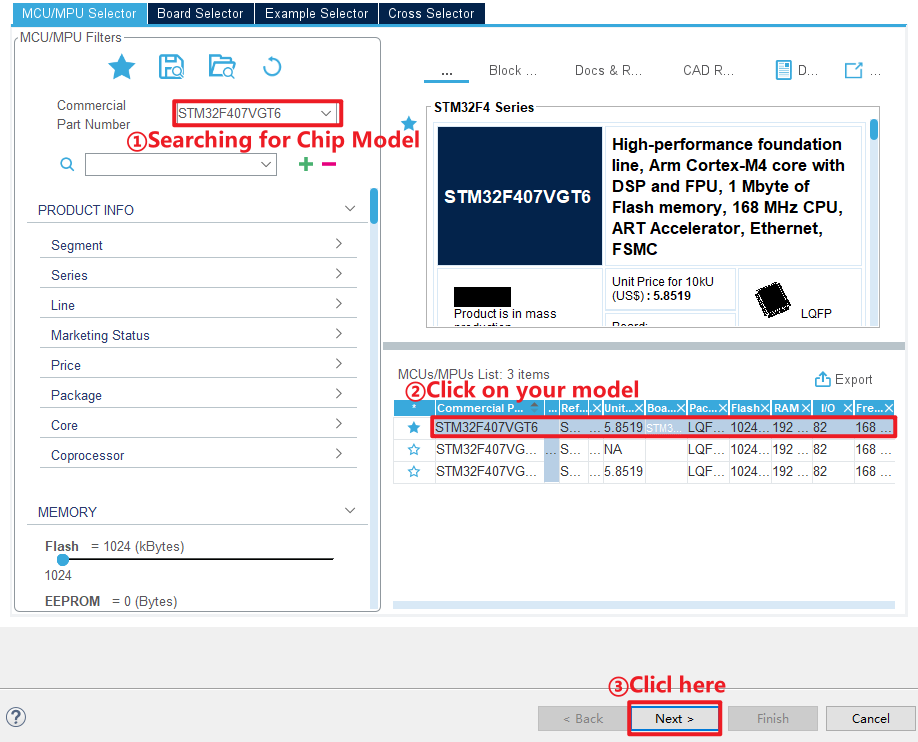 MCU/MPU Selector Board Selector Example Selector Cross Selector
MCU/MPU Filters
Commercial
Part Number
STM32F407VGT6
①Searching for Chip Model
PRODUCT INFO
Segment
Series
Line
Marketing Status
Price
Package
Core
Coprocessor
MEMORY
Flash = 1024 (kBytes)
1024
EEPROM = 0 (Bytes)
... Block ... Docs & R... CAD R... D... ...
STM32F4 Series
STM32F407VGT6
High-performance foundation
line, Arm Cortex-M4 core with
DSP and FPU, 1 Mbyte of
Flash memory, 168 MHz CPU,
ART Accelerator, Ethernet,
FSMC
Product is in mass
production
Unit Price for 10kU
(US$) : 5.8519
Board:
LQFP
MCUs/MPUs List: 3 items
Export
②Click on your model
* Commercial P... ... Ref... X Unit... X Boa... X Pac... X Flash X RAM X I/O X Fre... X
STM32F407VGT6 S... ... 5.8519 STM3... LQF... 1024... 192 ... 82 168 ...
STM32F407VG... ... S... ... NA LQF... 1024... 192 ... 82 168 ...
STM32F407VG... S... ... 5.8519 LQF... 1024... 192 ... 82 168 ...
③Clicl here
? < Back Next > Finish Cancel